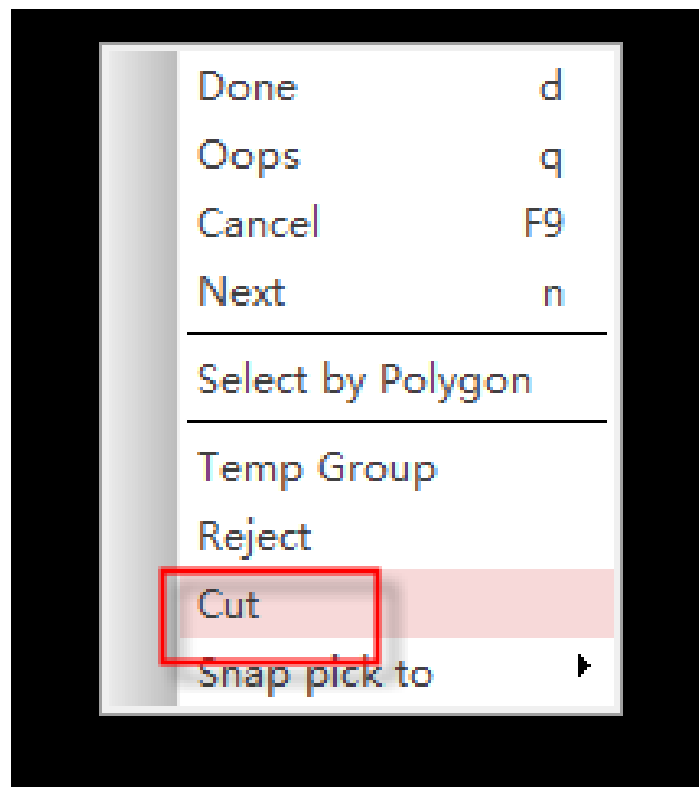 Done d
Oops q
Cancel F9
Next n
Select by Polygon
Temp Group
Reject
Cut
Snap pick to